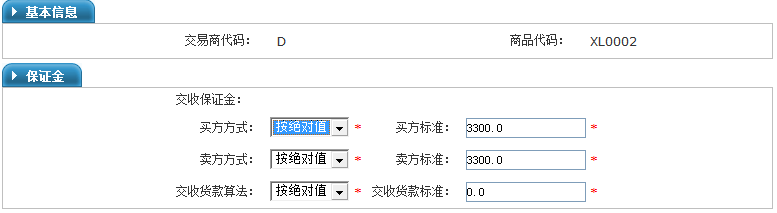 基本信息
交易商代码： D 商品代码： XL0002
保证金
交收保证金：
买方方式： 按绝对值 * 买方标准： 3300.0 *
卖方方式： 按绝对值 * 卖方标准： 3300.0 *
交收货款算法： 按绝对值 * 交收货款标准： 0.0 *